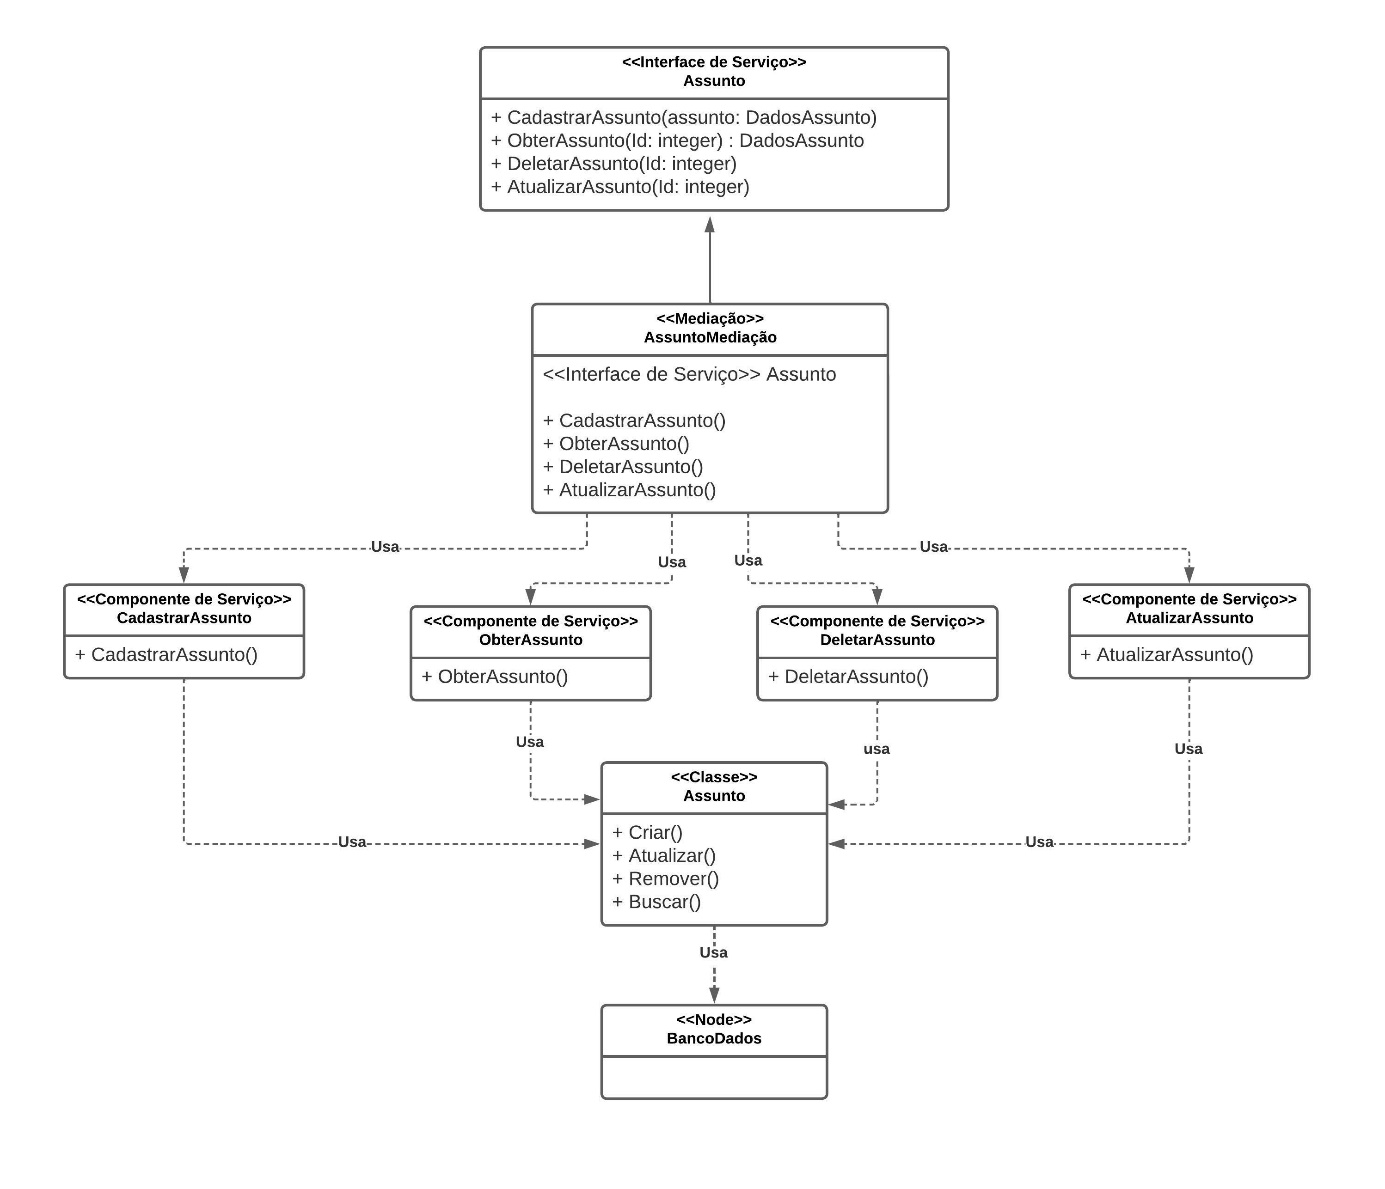 <<Interface de Serviço>>
Assunto
+ CadastrarAssunto(assunto: DadosAssunto)
+ ObterAssunto(Id: integer) : DadosAssunto
+ DeletarAssunto(Id: integer)
+ AtualizarAssunto(Id: integer)
<<Mediação>>
AssuntoMediação
<<Interface de Serviço>> Assunto
+ CadastrarAssunto()
+ ObterAssunto()
+ DeletarAssunto()
+ AtualizarAssunto()
Usa
Usa
Usa
Usa
<<Componente de Serviço>>
CadastrarAssunto
+ CadastrarAssunto()
<<Componente de Serviço>>
ObterAssunto
+ ObterAssunto()
<<Componente de Serviço>>
DeletarAssunto
+ DeletarAssunto()
<<Componente de Serviço>>
AtualizarAssunto
+ AtualizarAssunto()
Usa
usa
Usa
Usa
Usa
<<Classe>>
Assunto
+ Criar()
+ Atualizar()
+ Remover()
+ Buscar()
Usa
<<Node>>
BancoDados